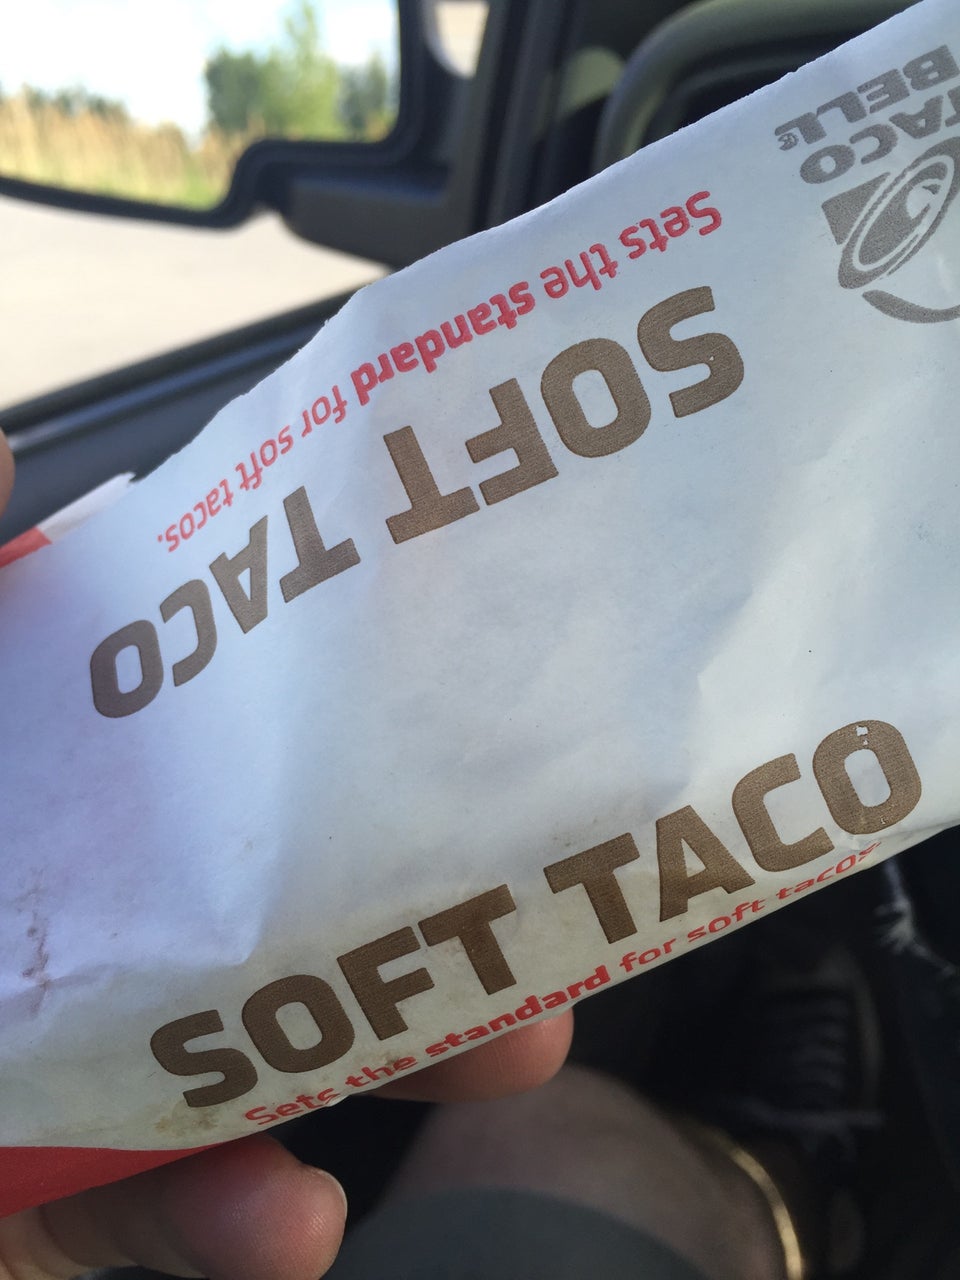 TACO
BELL®
Sets the standard for soft tacos.
SOFT TACO
SOFT TACO
Sets the standard for soft tacos.